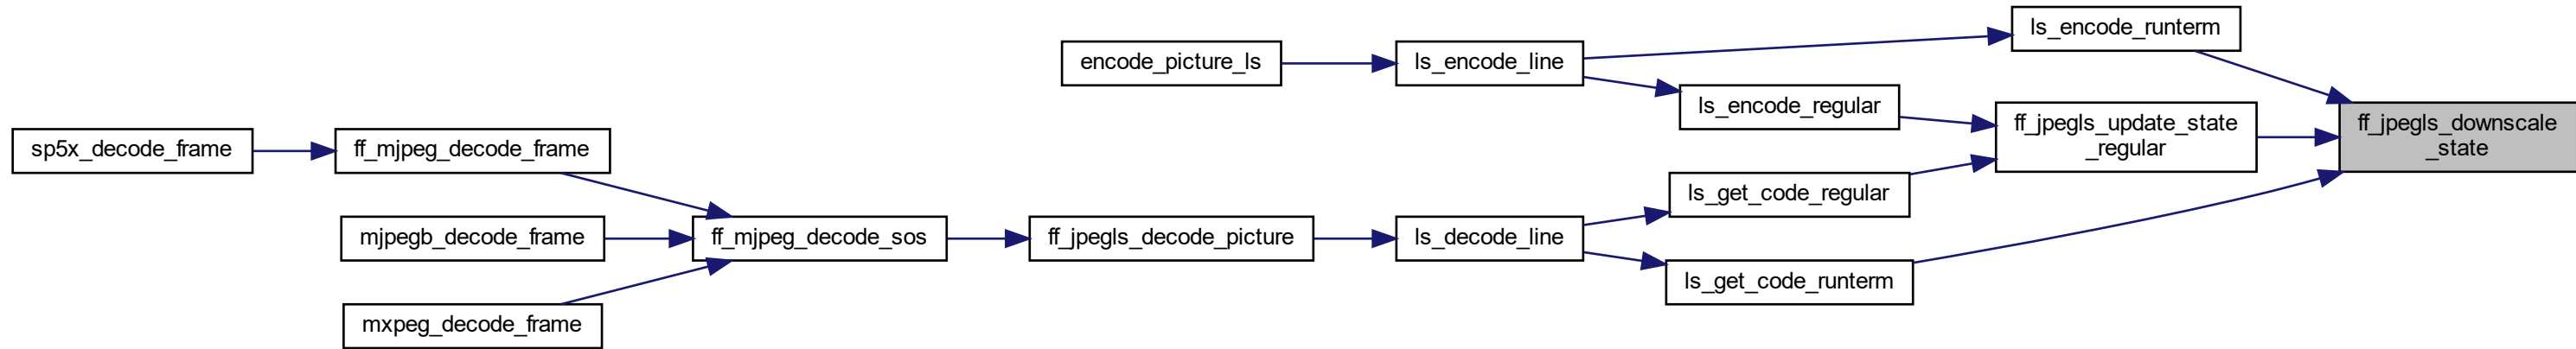 ls_encode_runterm
encode_picture_ls
ls_encode_line
ls_encode_regular
ff_jpegls_update_state
_regular
ff_jpegls_downscale
_state
sp5x_decode_frame
ff_mjpeg_decode_frame
ls_get_code_regular
mjpegb_decode_frame
ff_mjpeg_decode_sos
ff_jpegls_decode_picture
ls_decode_line
ls_get_code_runterm
mxpeg_decode_frame